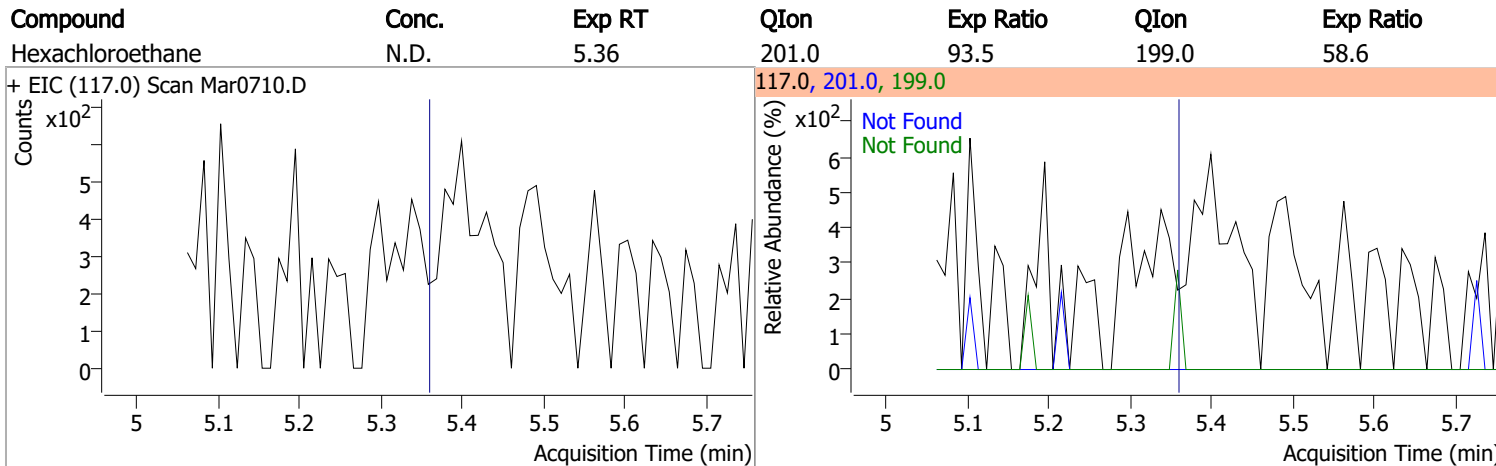 Compound Conc. Exp RT QIon Exp Ratio QIon Exp Ratio
Hexachloroethane N.D. 5.36 201.0 93.5 199.0 58.6
+ EIC (117.0) Scan Mar0710.D
Counts
x10²
5
4
3
2
1
0
5 5.1 5.2 5.3 5.4 5.5 5.6 5.7
Acquisition Time (min)
117.0, 201.0, 199.0
Relative Abundance (%)
x10²
Not Found
Not Found
6
5
4
3
2
1
0
5 5.1 5.2 5.3 5.4 5.5 5.6 5.7
Acquisition Time (min)